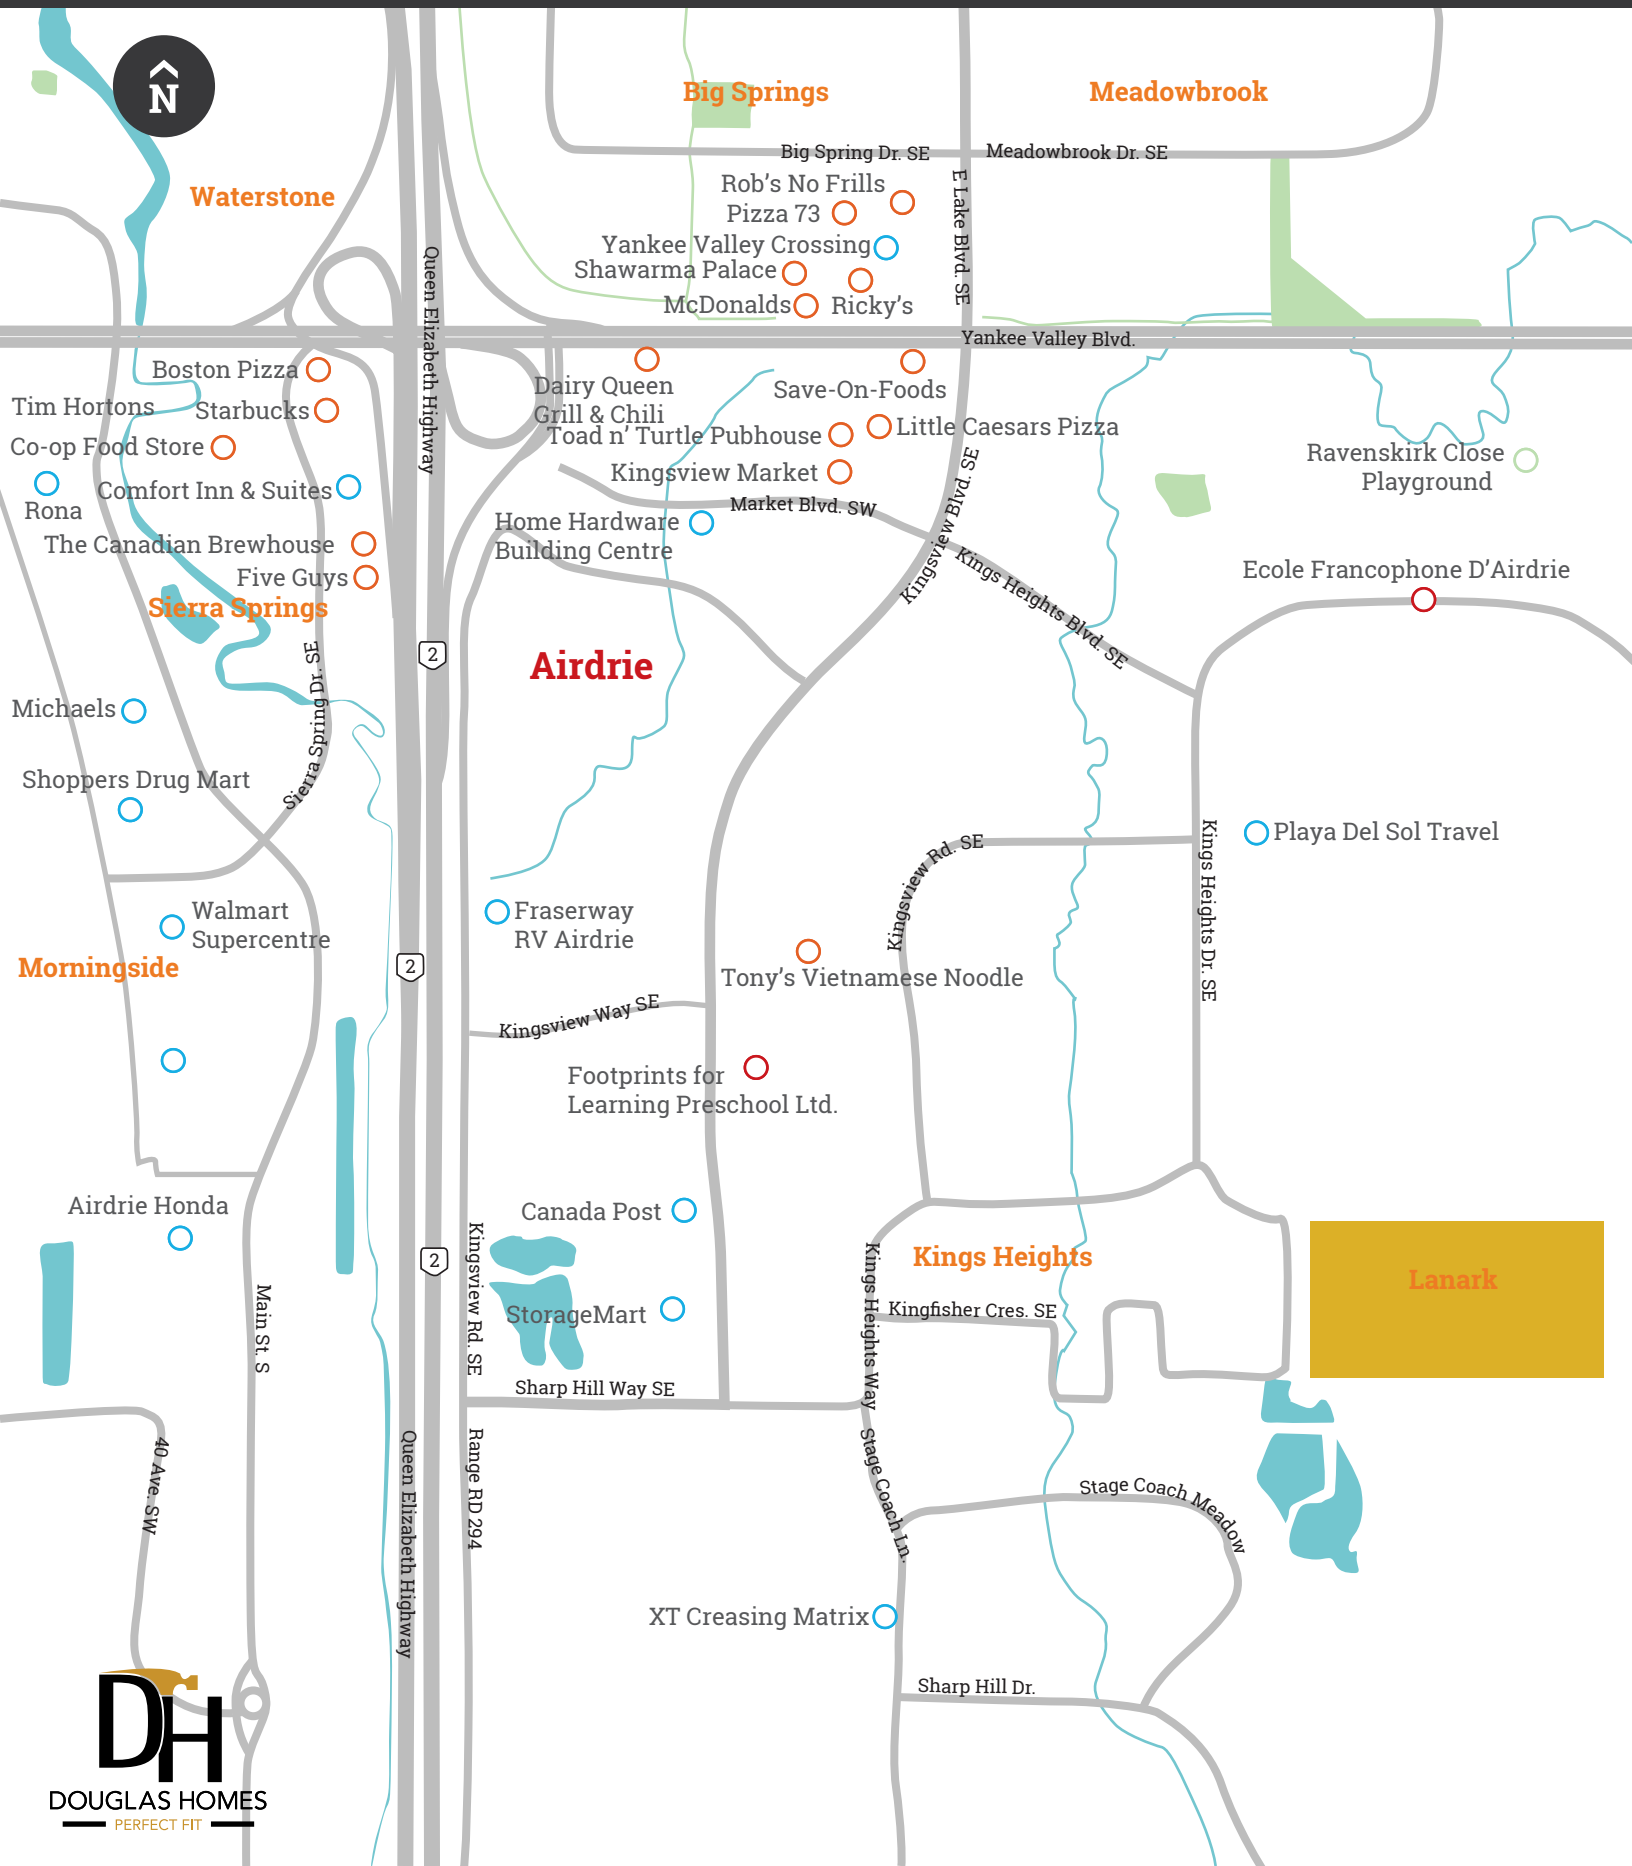 N
Big Springs
Meadowbrook
Big Spring Dr. SE
Meadowbrook Dr. SE
Waterstone
Rob's No Frills
Pizza 73
Yankee Valley Crossing
Shawarma Palace
McDonalds
Ricky's
E Lake Blvd. SE
Queen Elizabeth Highway
Yankee Valley Blvd.
Boston Pizza
Tim Hortons
Starbucks
Co-op Food Store
Rona
Comfort Inn & Suites
The Canadian Brewhouse
Five Guys
Sierra Springs
Dairy Queen
Grill & Chili
Save-On-Foods
Toad n' Turtle Pubhouse
Little Caesars Pizza
Kingsview Market
Market Blvd. SW
Kingsview Blvd. SE
Home Hardware
Building Centre
Kings Heights Blvd. SE
Ravenskirk Close
Playground
Ecole Francophone D'Airdrie
Sierra Spring Dr. SE
2
Airdrie
Michaels
Shoppers Drug Mart
Kingsview Rd. SE
Kings Heights Dr. SE
Playa Del Sol Travel
Walmart
Supercentre
Morningside
2
Fraserway
RV Airdrie
Tony's Vietnamese Noodle
Kingsview Way SE
Footprints for
Learning Preschool Ltd.
Airdrie Honda
Canada Post
2
Kingsview Rd. SE
StorageMart
Kings Heights Way
Kings Heights
Kingfisher Cres. SE
Lanark
Main St. S
Sharp Hill Way SE
40 Ave. SW
Queen Elizabeth Highway
Range RD 294
Stage Coach Ln.
Stage Coach Meadow
XT Creasing Matrix
Sharp Hill Dr.
DH
DOUGLAS HOMES
PERFECT FIT